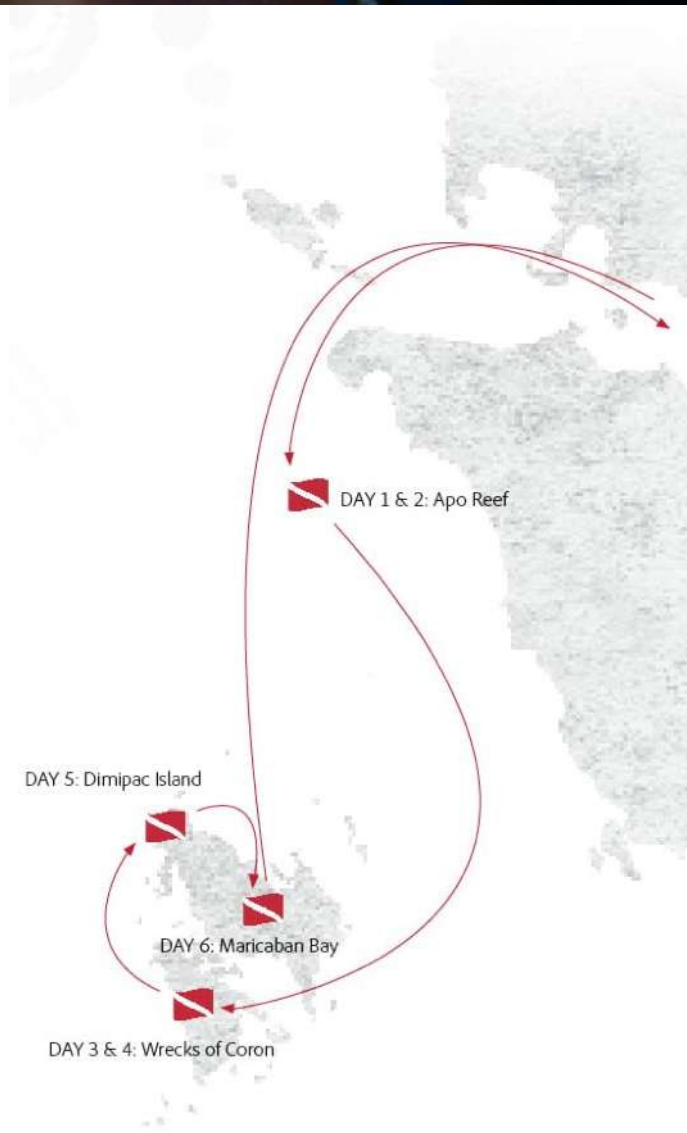 DAY 1 & 2: Apo Reef
DAY 5: Dimipac Island
DAY 6: Maricaban Bay
DAY 3 & 4: Wrecks of Coron